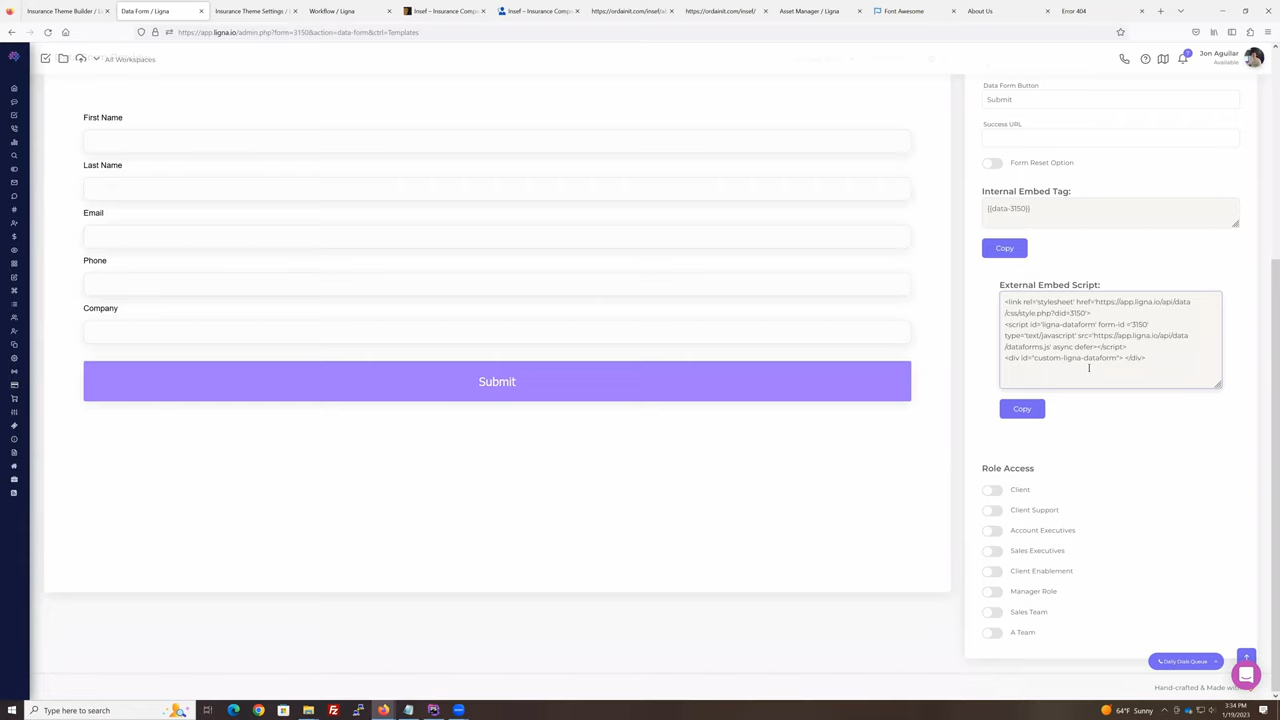 Insurance Theme Builder / Li
Data Form / Ligna
Insurance Theme Settings / L
Workflow / Ligna
Insef – Insurance Comp
Insef – Insurance Comp
https://ordainit.com/insef/ab
https://ordainit.com/insef/
Asset Manager / Ligna
Font Awesome
About Us
Error 404
https://app.ligna.io/admin.php?form=3150&action=data-form&ctrl=Templates
All Workspaces
Jon Aguilar
Available
First Name
Last Name
Email
Phone
Company
Submit
Data Form Button
Submit
Success URL
Form Reset Option
Internal Embed Tag:
{{data-3150}}
Copy
External Embed Script:
<link rel='stylesheet' href='https://app.ligna.io/api/data
/css/style.php?did=3150'>
<script id='ligna-dataform' form-id ='3150'
type='text/javascript' src='https://app.ligna.io/api/data
/dataforms.js' async defer></script>
<div id="custom-ligna-dataform"> </div>
Copy
Role Access
Client
Client Support
Account Executives
Sales Executives
Client Enablement
Manager Role
Sales Team
A Team
Daily Dials Queue
Hand-crafted & Made with
Type here to search
64°F Sunny
3:34 PM
1/19/2023